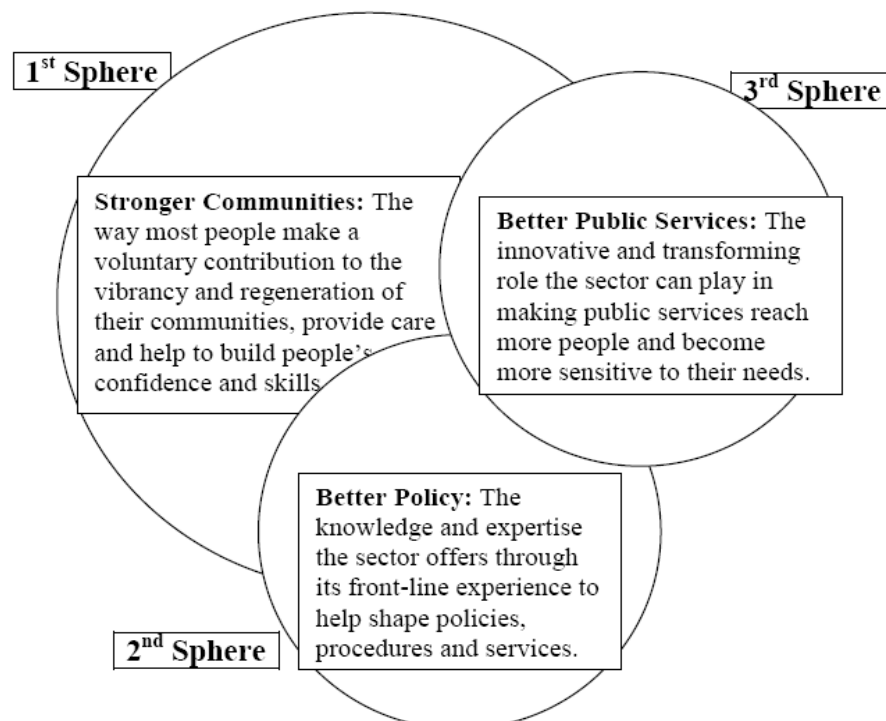 1st Sphere
3rd Sphere
Stronger Communities: The
way most people make a
voluntary contribution to the
vibrancy and regeneration of
their communities, provide care
and help to build people's
confidence and skills
Better Public Services: The
innovative and transforming
role the sector can play in
making public services reach
more people and become
more sensitive to their needs.
Better Policy: The
knowledge and expertise
the sector offers through
its front-line experience to
help shape policies,
procedures and services.
2nd Sphere